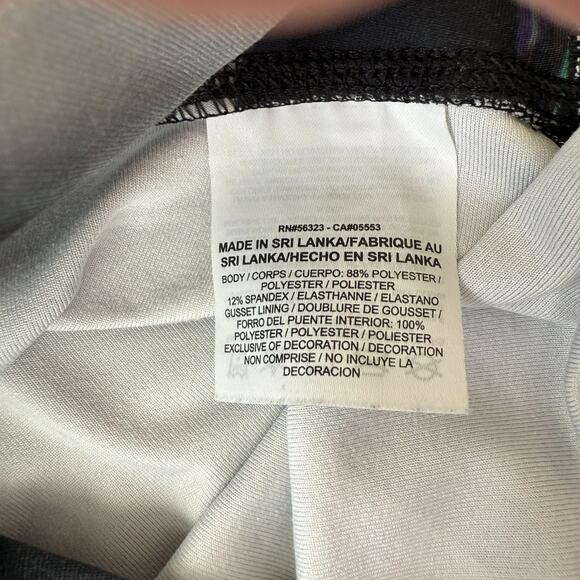 RN#56323 - CA#05553
MADE IN SRI LANKA/FABRIQUE AU
SRI LANKA/HECHO EN SRI LANKA
BODY / CORPS / CUERPO: 88% POLYESTER /
POLYESTER / POLIESTER
12% SPANDEX / ELASTHANNE / ELASTANO
GUSSET LINING / DOUBLURE DE GOUSSET /
FORRO DEL PUENTE INTERIOR: 100%
POLYESTER / POLYESTER / POLIESTER
EXCLUSIVE OF DECORATION / DECORATION
NON COMPRISE / NO INCLUYE LA
DECORACION